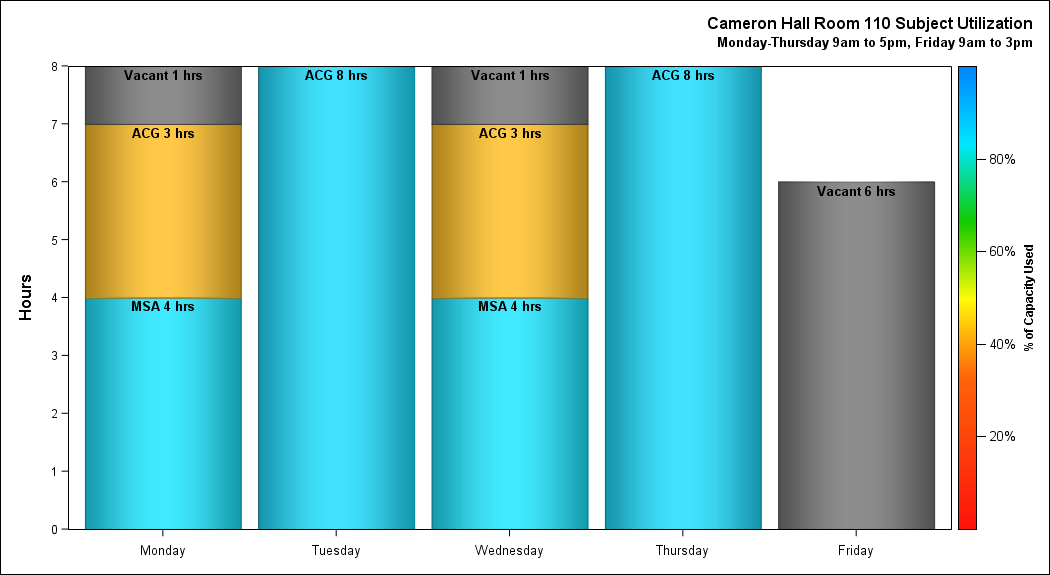 Cameron Hall Room 110 Subject Utilization
Monday-Thursday 9am to 5pm, Friday 9am to 3pm
Hours
8
7
6
5
4
3
2
1
0
Vacant 1 hrs
ACG 3 hrs
MSA 4 hrs
ACG 8 hrs
Vacant 1 hrs
ACG 3 hrs
MSA 4 hrs
ACG 8 hrs
Vacant 6 hrs
Monday
Tuesday
Wednesday
Thursday
Friday
80%
60%
40%
20%
% of Capacity Used